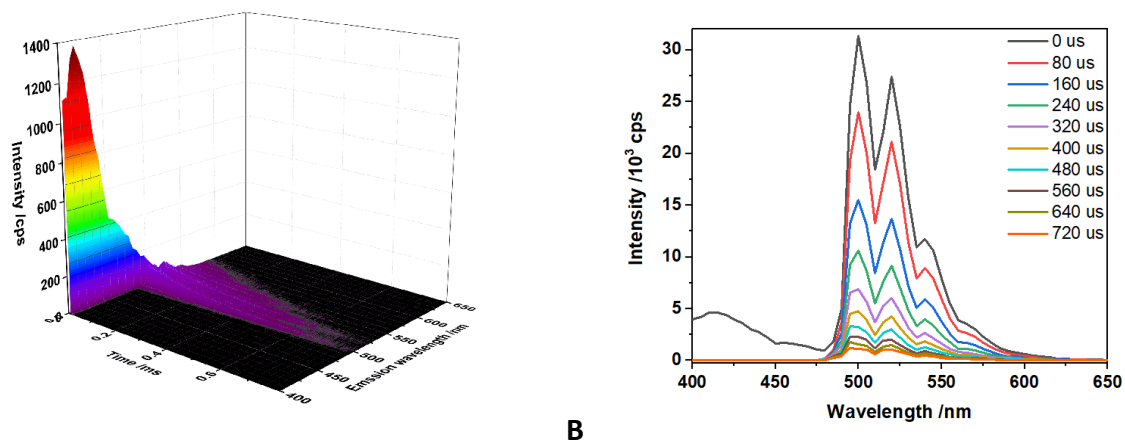 1400
1200
1000
800
600
400
200
0.0
Intensity /cps
0.2
0.4
0.6
Time /ms
400
450
500
550
600
650
Emssion wavelength /nm
B
30
25
20
15
10
5
0
Intensity /10³ cps
400 450 500 550 600 650
Wavelength /nm
0 us
80 us
160 us
240 us
320 us
400 us
480 us
560 us
640 us
720 us